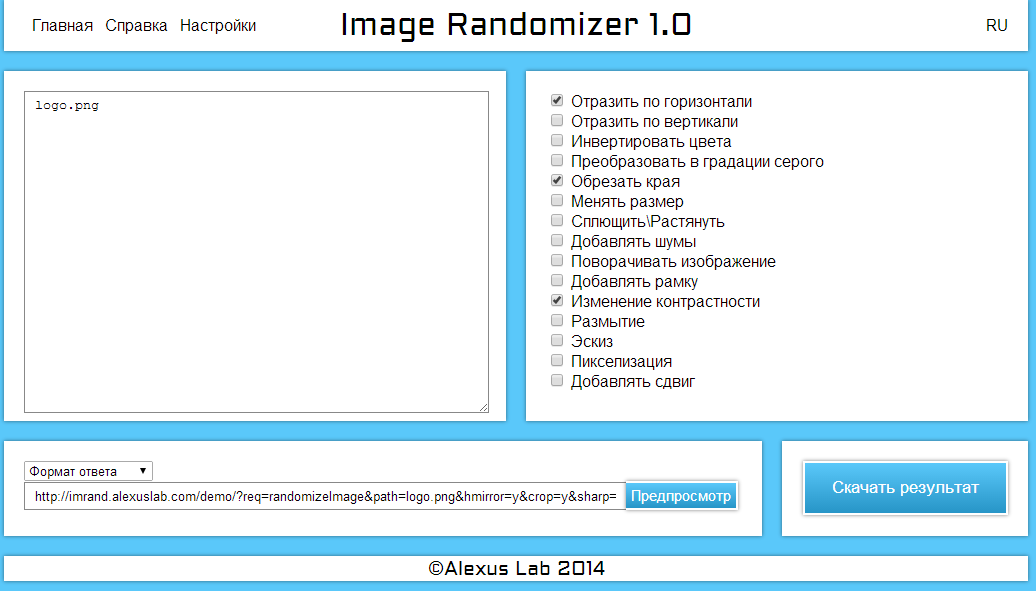 Главная Справка Настройки Image Randomizer 1.0 RU
logo.png
Отразить по горизонтали
Отразить по вертикали
Инвертировать цвета
Преобразовать в градации серого
Обрезать края
Менять размер
Сплющить\Растянуть
Добавлять шумы
Поворачивать изображение
Добавлять рамку
Изменение контрастности
Размытие
Эскиз
Пикселизация
Добавлять сдвиг
Формат ответа
http://imrand.alexuslab.com/demo/?req=randomizeImage&path=logo.png&hmirror=y&crop=y&sharp= Предпросмотр
Скачать результат
©Alexus Lab 2014